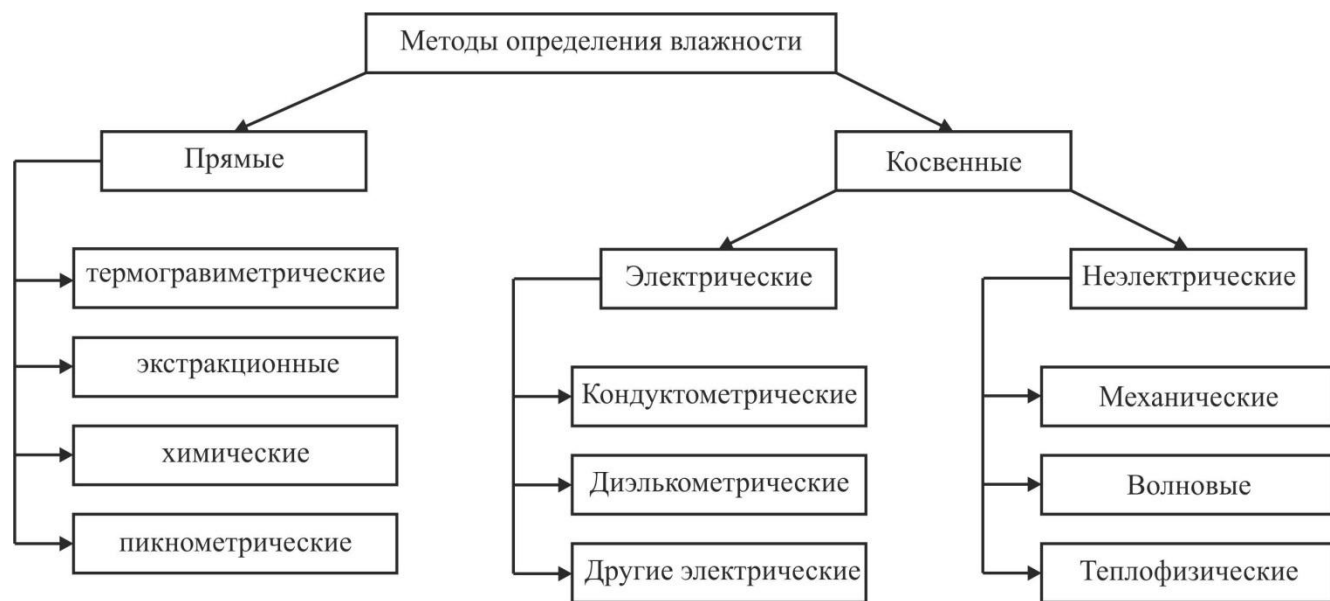 Методы определения влажности
Прямые
термогравиметрические
экстракционные
химические
пикнометрические
Косвенные
Электрические
Кондуктометрические
Диэлькометрические
Другие электрические
Неэлектрические
Механические
Волновые
Теплофизические